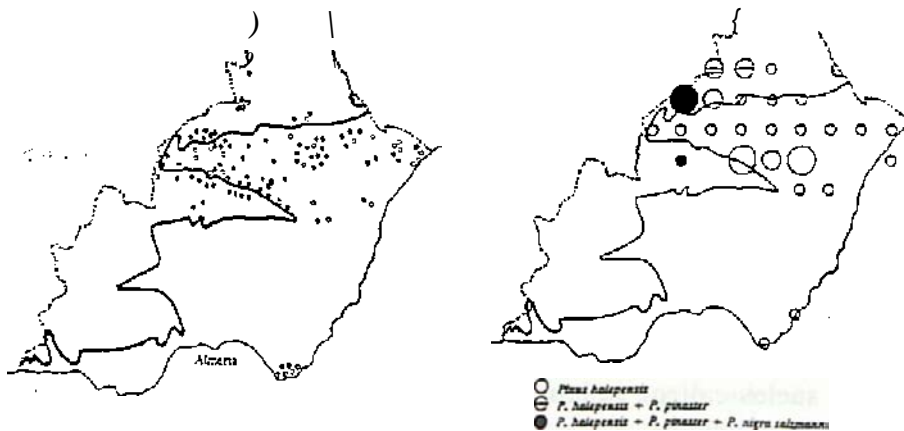 Almeria
Pinus halepensis
P. halepensis + P. pinaster
P. halepensis + P. pinaster + P. nigra salzmanni